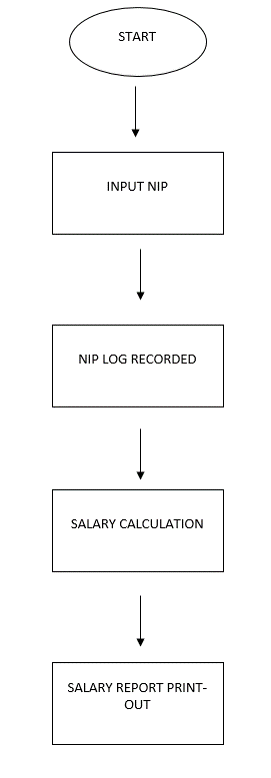 START
INPUT NIP
NIP LOG RECORDED
SALARY CALCULATION
SALARY REPORT PRINT-
OUT